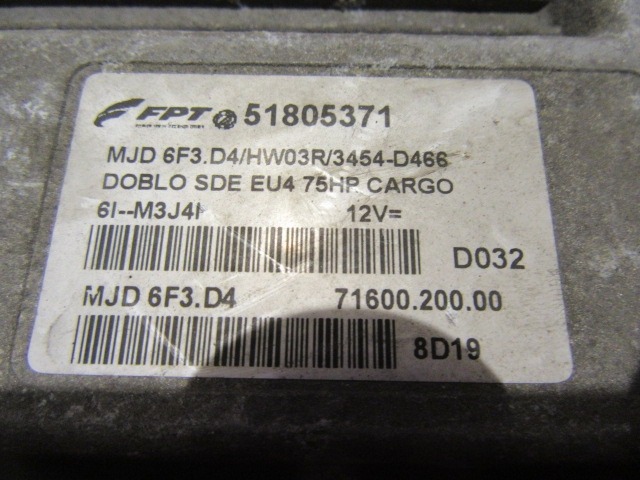 FPT 51805371
MJD 6F3.D4/HW03R/3454-D466
DOBLO SDE EU4 75HP CARGO
6I--M3J4I 12V=
D032
MJD 6F3.D4 71600.200.00
8D19